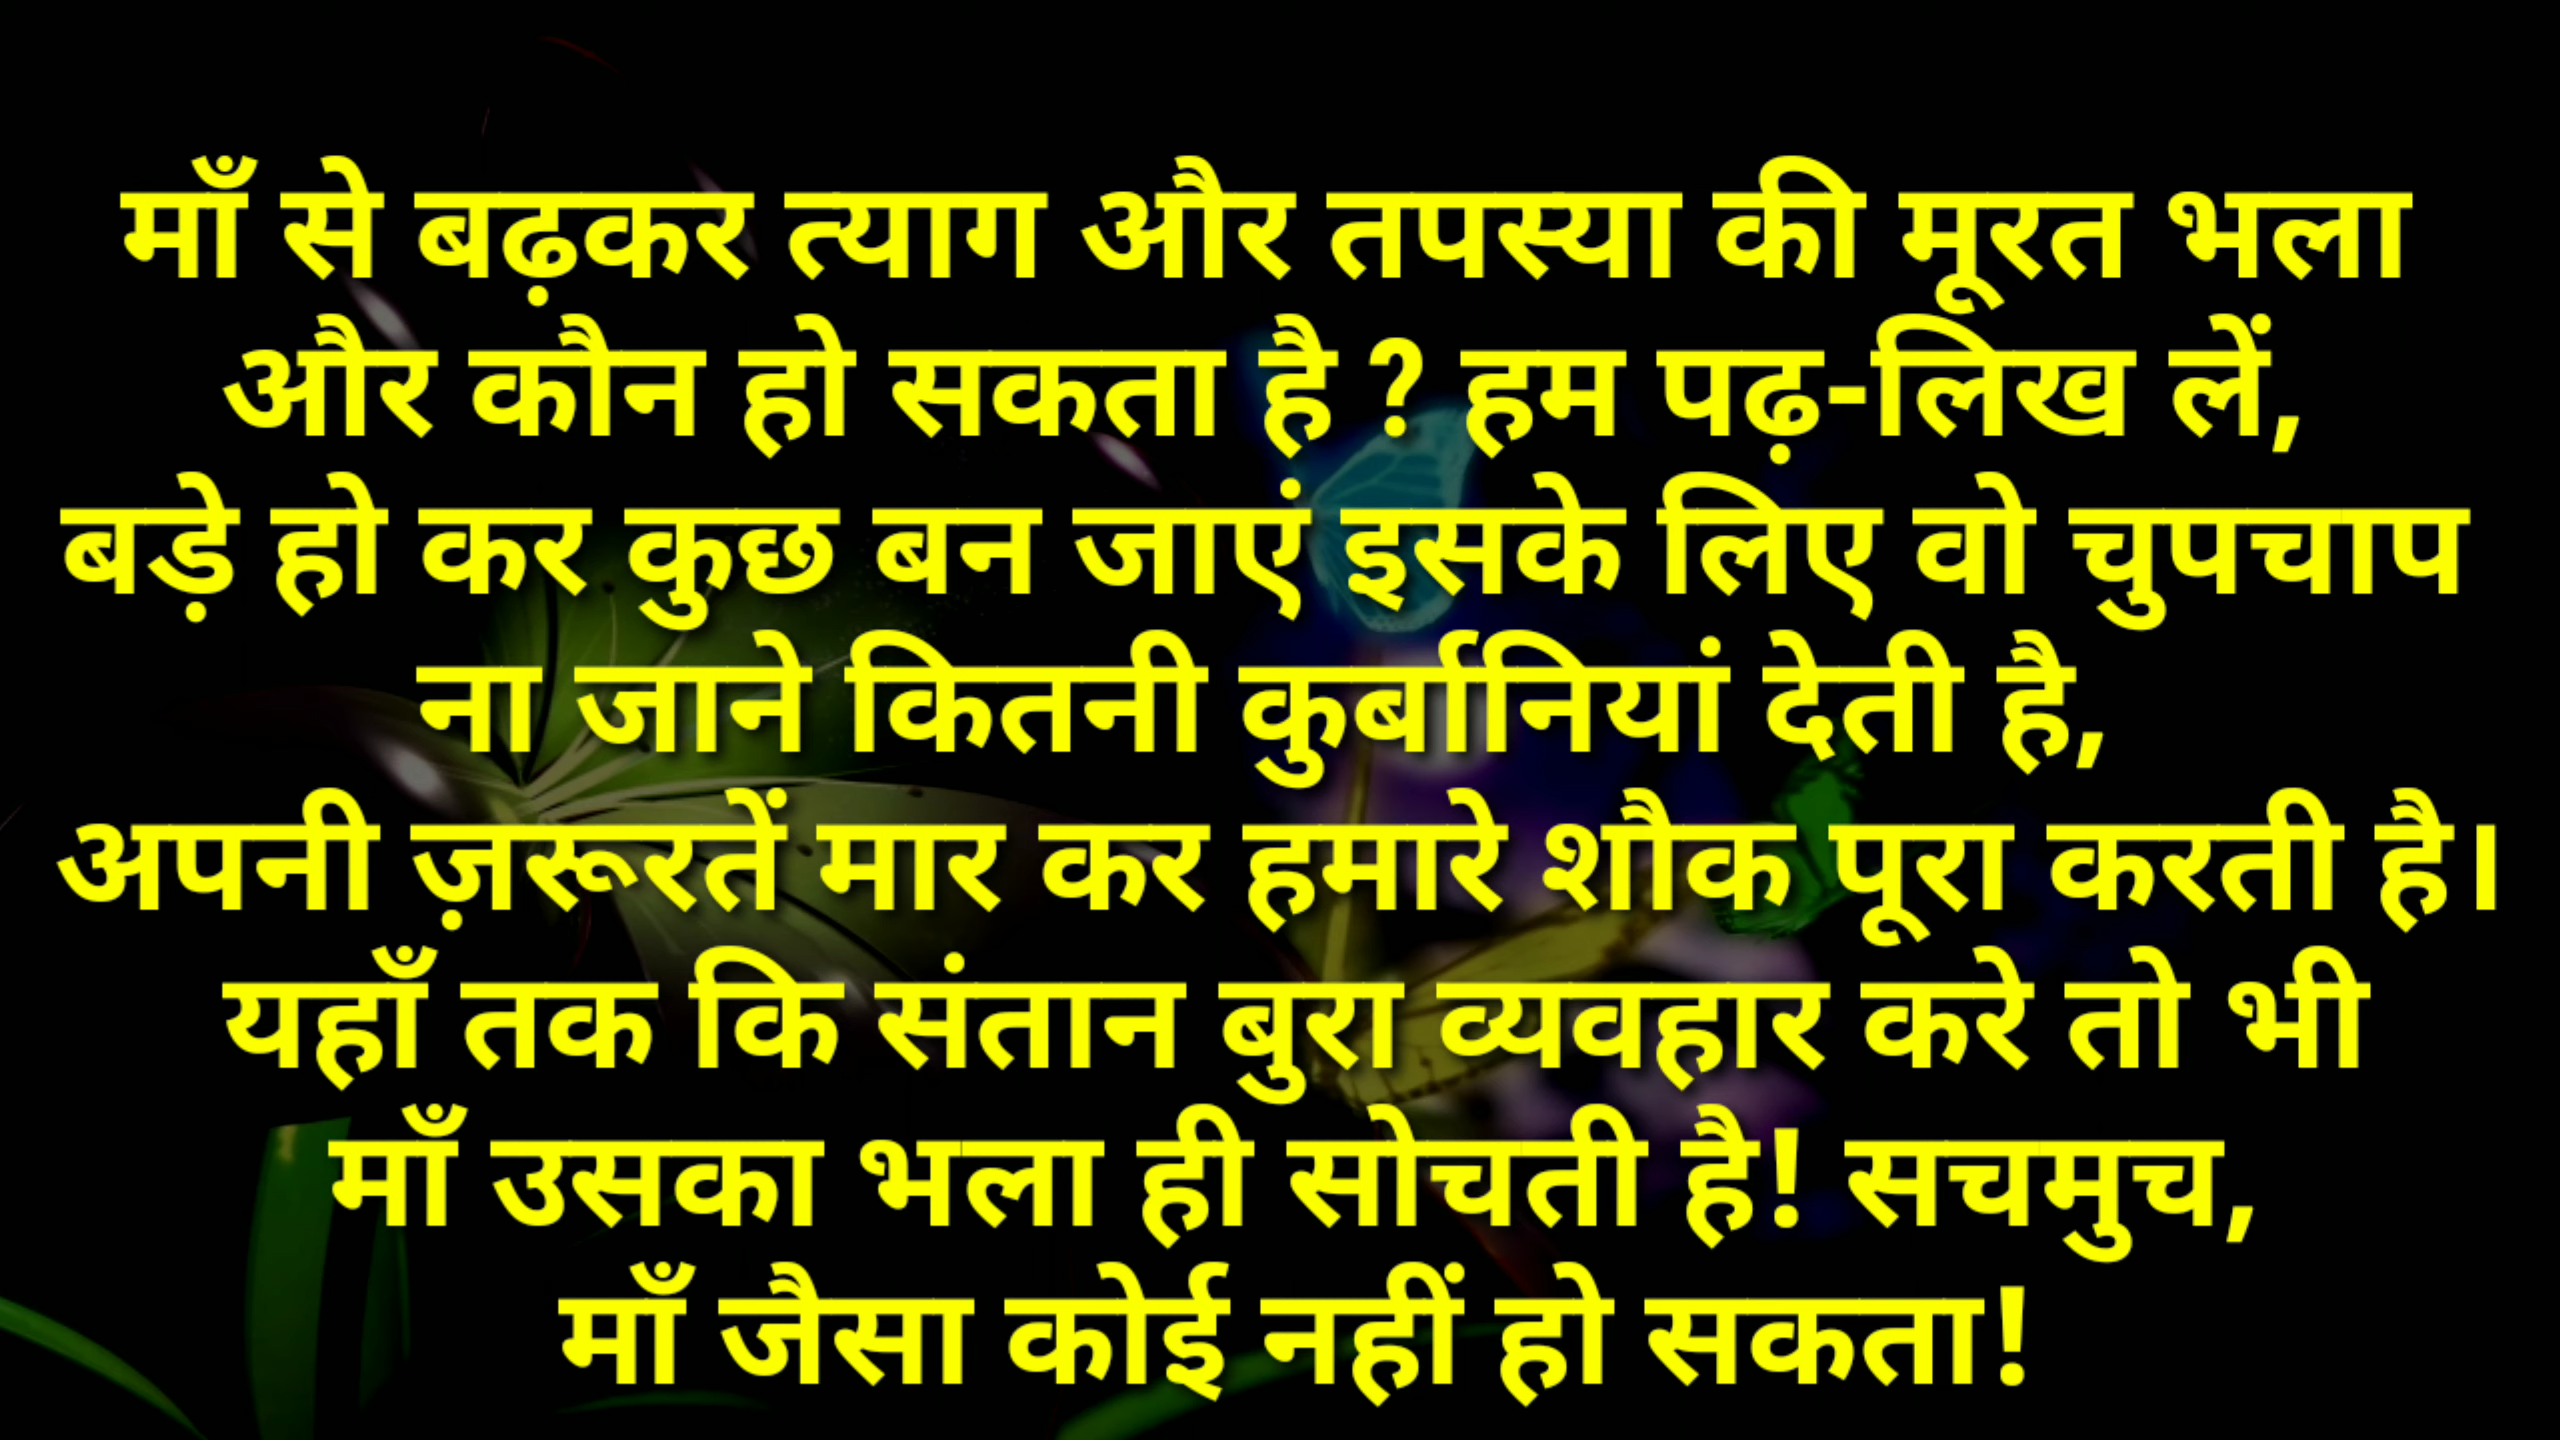 माँ से बढ़कर त्याग और तपस्या की मूरत भला
और कौन हो सकता है ? हम पढ़-लिख लें,
बड़े हो कर कुछ बन जाएं इसके लिए वो चुपचाप
ना जाने कितनी कुर्बानियां देती है,
अपनी ज़रूरतें मार कर हमारे शौक पूरा करती है।
यहाँ तक कि संतान बुरा व्यवहार करे तो भी
माँ उसका भला ही सोचती है! सचमुच,
माँ जैसा कोई नहीं हो सकता!